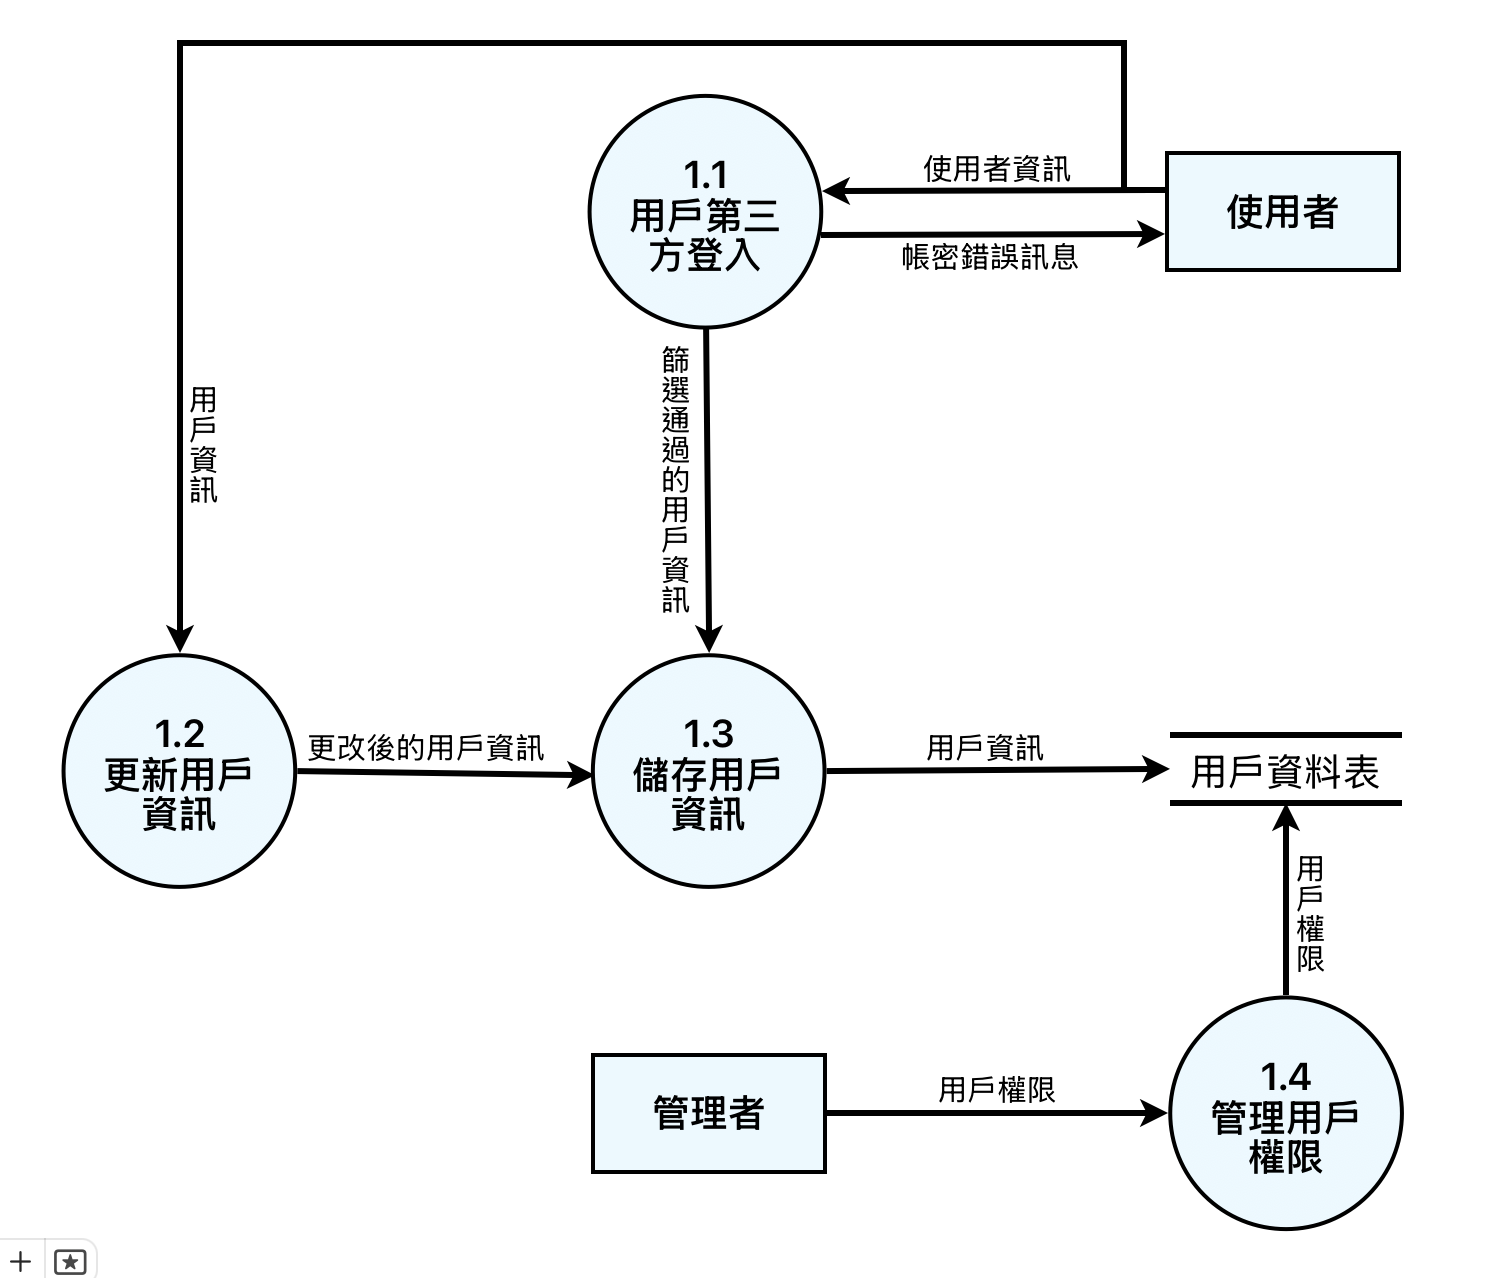 1.1
用戶第三
方登入
使用者資訊
使用者
帳密錯誤訊息
用戶資訊
篩選通過的用戶資訊
1.2
更新用戶
資訊
更改後的用戶資訊
1.3
儲存用戶
資訊
用戶資訊
用戶資料表
用戶權限
管理者
用戶權限
1.4
管理用戶
權限